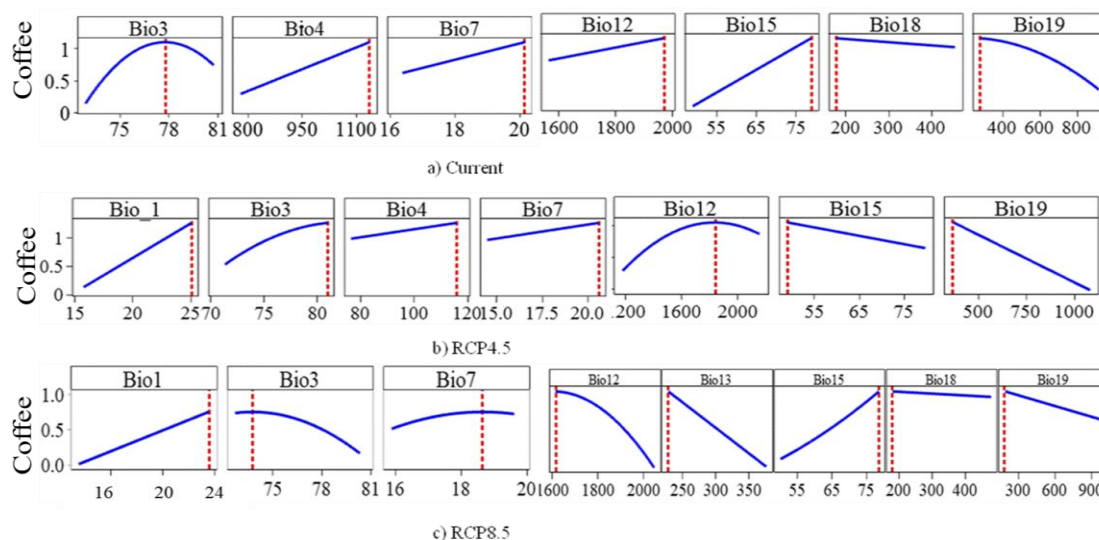 Bio3 Bio4 Bio7 Bio12 Bio15 Bio18 Bio19
Coffee
1
0.5
0
75 78 81 800 950 1100 16 18 20 1600 1800 2000 55 65 75 200 300 400 400 600 800
a) Current
Bio_1 Bio3 Bio4 Bio7 Bio12 Bio15 Bio19
Coffee
1
0.5
0
15 20 25 70 75 80 80 100 120 15.0 17.5 20.0 .200 1600 2000 55 65 75 500 750 1000
b) RCP4.5
Bio1 Bio3 Bio7 Bio12 Bio13 Bio15 Bio18 Bio19
Coffee
1.0
0.5
0.0
16 20 24 75 78 81 16 18 20 1600 1800 2000 250 300 350 55 65 75 200 300 400 300 600 900
c) RCP8.5